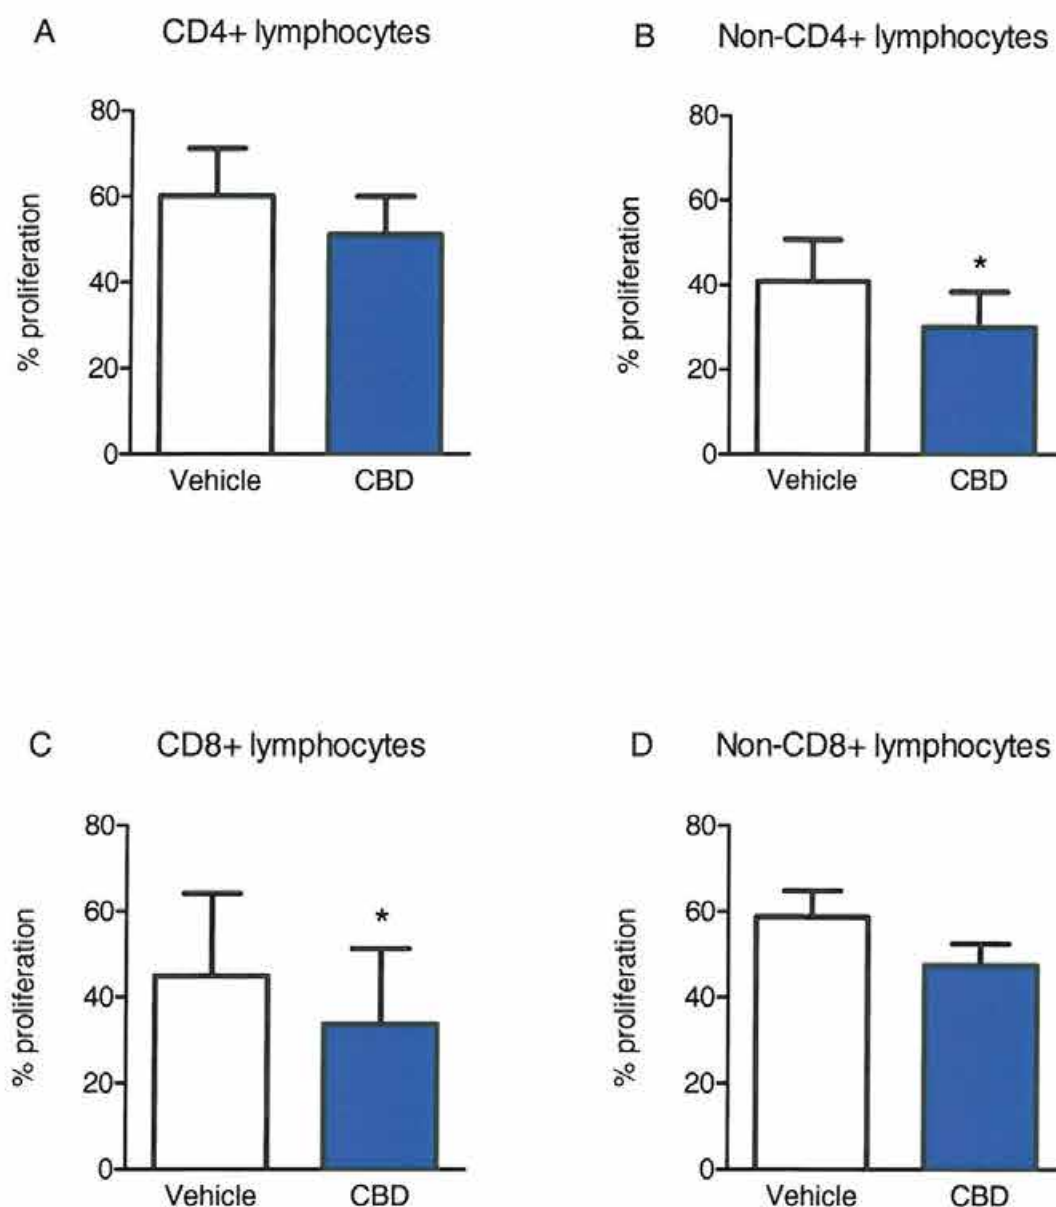 A CD4+ lymphocytes
80
60
40
20
0
% proliferation
Vehicle CBD
B Non-CD4+ lymphocytes
80
60
40
20
0
% proliferation
*
Vehicle CBD
C CD8+ lymphocytes
80
60
40
20
0
% proliferation
*
Vehicle CBD
D Non-CD8+ lymphocytes
80
60
40
20
0
% proliferation
Vehicle CBD